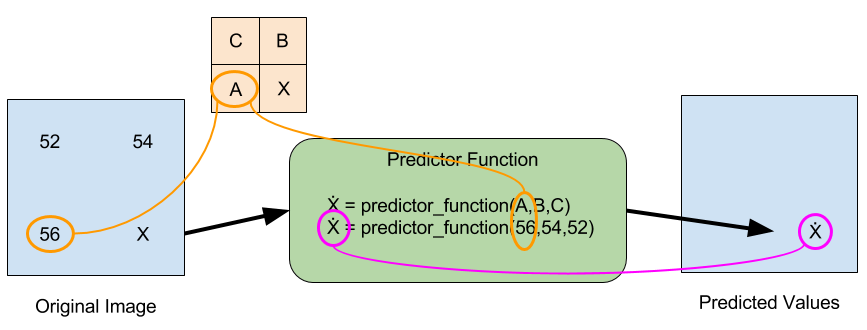 C B
A X
52 54
56 X
Original Image
Predictor Function
Ẋ = predictor_function(A,B,C)
Ẋ = predictor_function(56,54,52)
Ẋ
Predicted Values